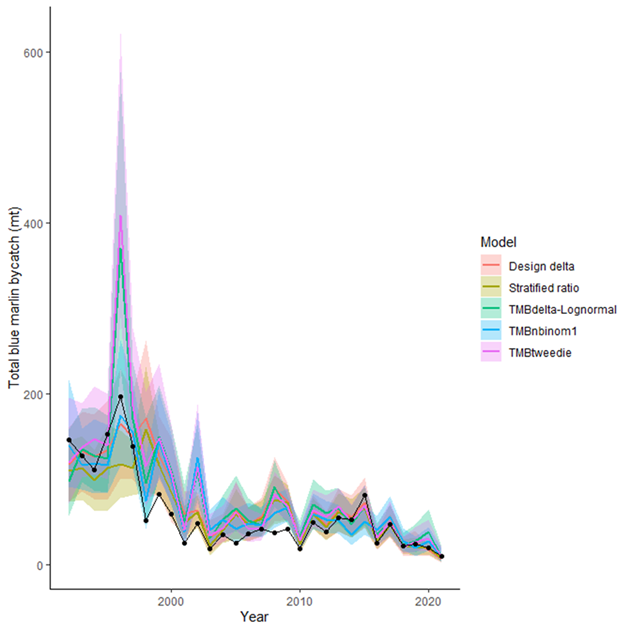 Total blue marlin bycatch (mt)
600
400
200
0
2000
2010
2020
Year
Model
Design delta
Stratified ratio
TMBdelta-Lognormal
TMBnbinom1
TMBtweedie